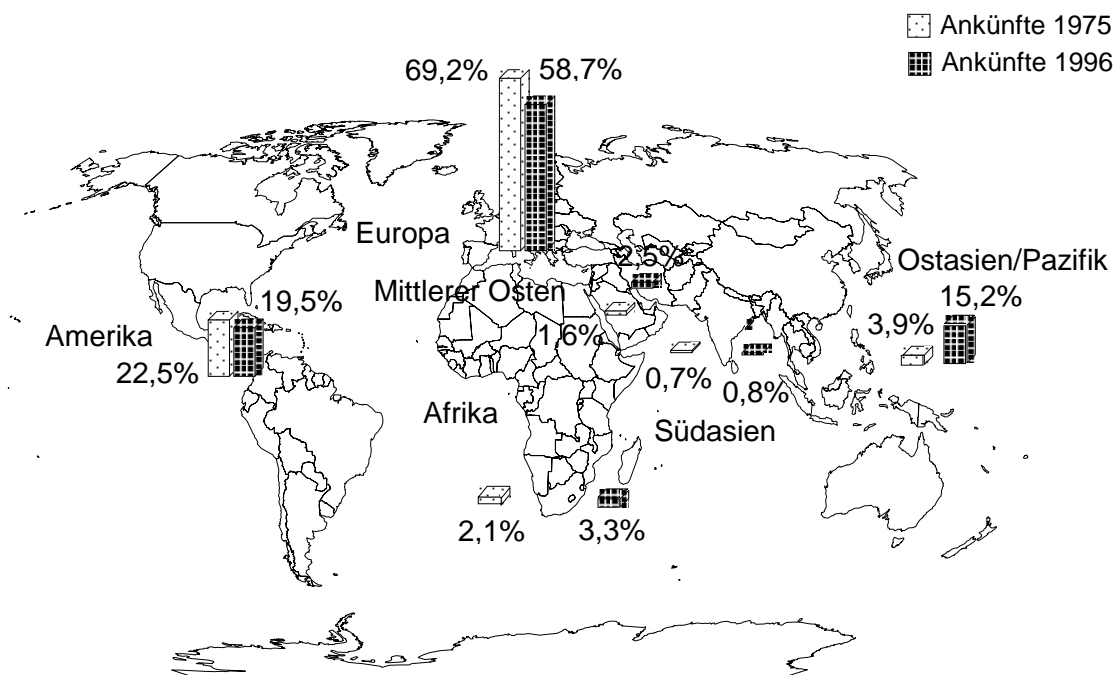 Ankünfte 1975
Ankünfte 1996
69,2%
58,7%
Europa
2,5%
Ostasien/Pazifik
Mittlerer Osten
19,5%
15,2%
Amerika
1,6%
3,9%
22,5%
0,7%
0,8%
Afrika
Südasien
2,1%
3,3%